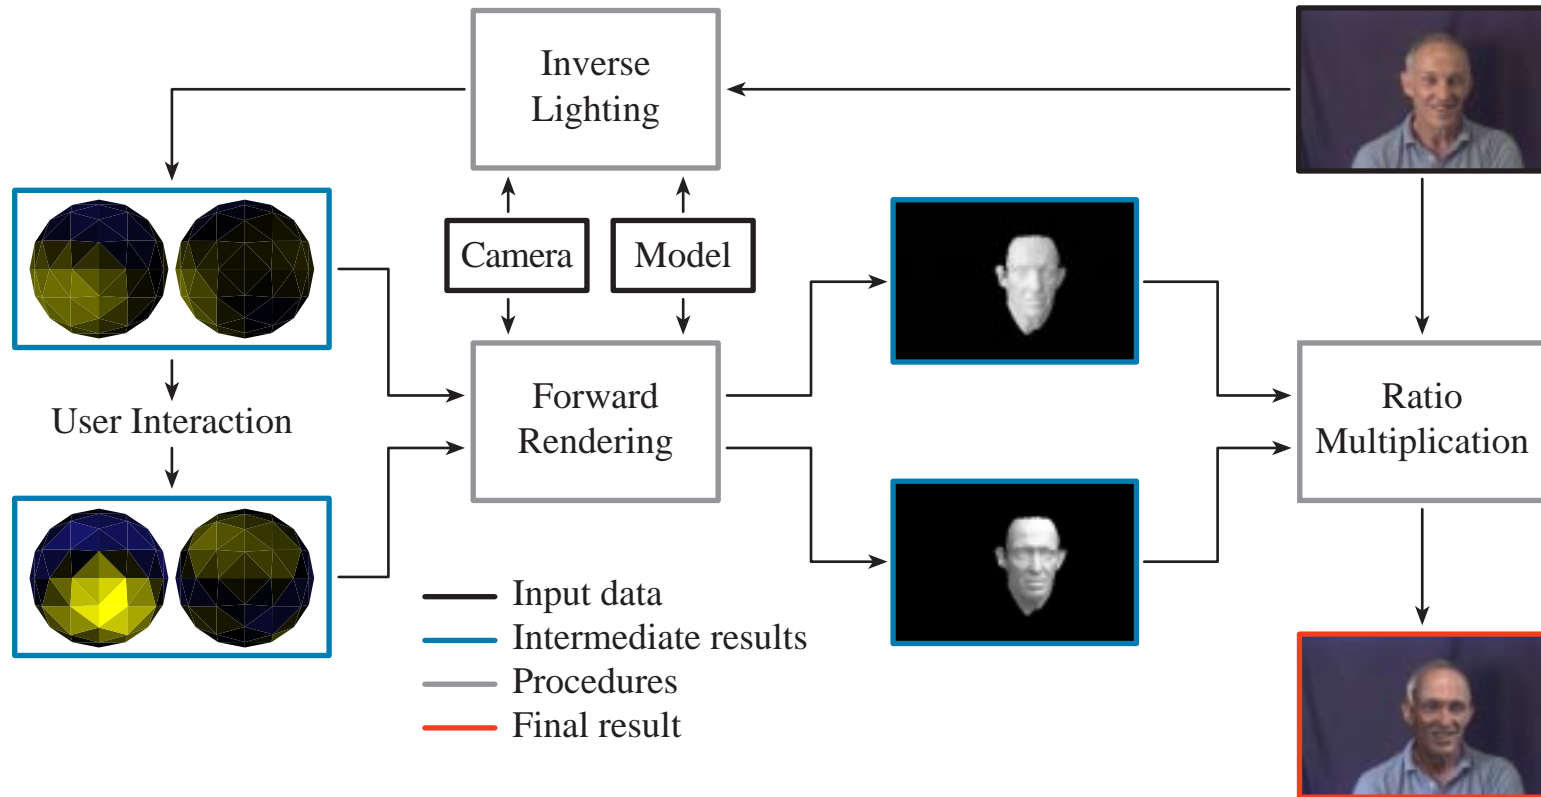 Inverse
Lighting
Camera
Model
User Interaction
Forward
Rendering
Ratio
Multiplication
Input data
Intermediate results
Procedures
Final result